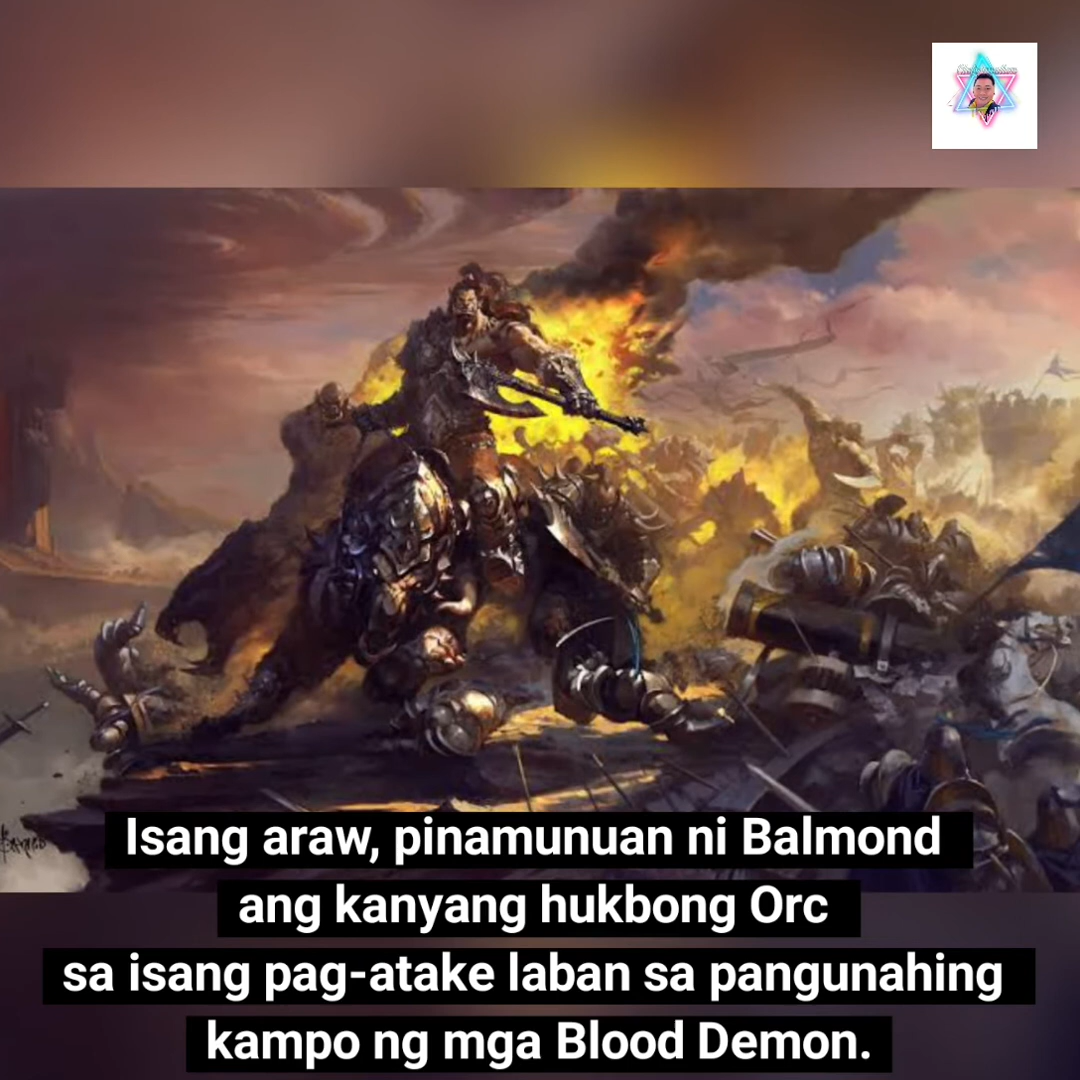 Isang araw, pinamunuan ni Balmond
ang kanyang hukbong Orc
sa isang pag-atake laban sa pangunahing
kampo ng mga Blood Demon.